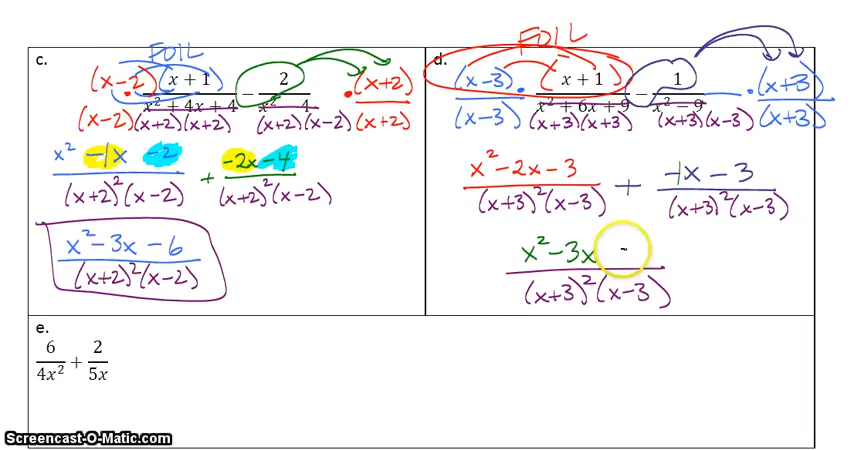 c.
FOIL
(x-2) (x + 1) − 2 · (x+2)
x² + 4x + 4   x² − 4
(x-2) (x+2)(x+2) (x+2)(x-2) (x+2)
x² -1x -2 + -2x -4
(x+2)²(x-2) (x+2)²(x-2)
x² -3x -6
(x+2)²(x-2)
d.
FOIL
(x-3) · (x + 1) − 1 · (x+3)
x² + 6x + 9   x² − 9
(x-3) (x+3)(x+3) (x+3)(x-3) (x+3)
x² -2x -3 + -1x -3
(x+3)²(x-3) (x+3)²(x-3)
x² -3x -
(x+3)²(x-3)
e.
6 + 2
4x² 5x
Screencast-O-Matic.com